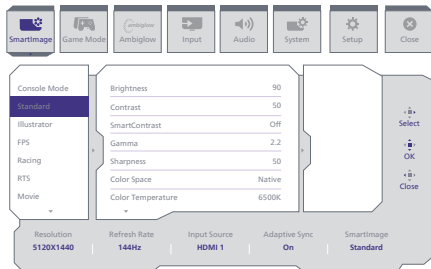 SmartImage
Game Mode
ambiglow
Ambiglow
Input
Audio
System
Setup
Close
Console Mode
Standard
Illustrator
FPS
Racing
RTS
Movie
Brightness 90
Contrast 50
SmartContrast Off
Gamma 2.2
Sharpness 50
Color Space Native
Color Temperature 6500K
Select
OK
Close
Resolution Refresh Rate Input Source Adaptive Sync SmartImage
5120X1440 144Hz HDMI 1 On Standard